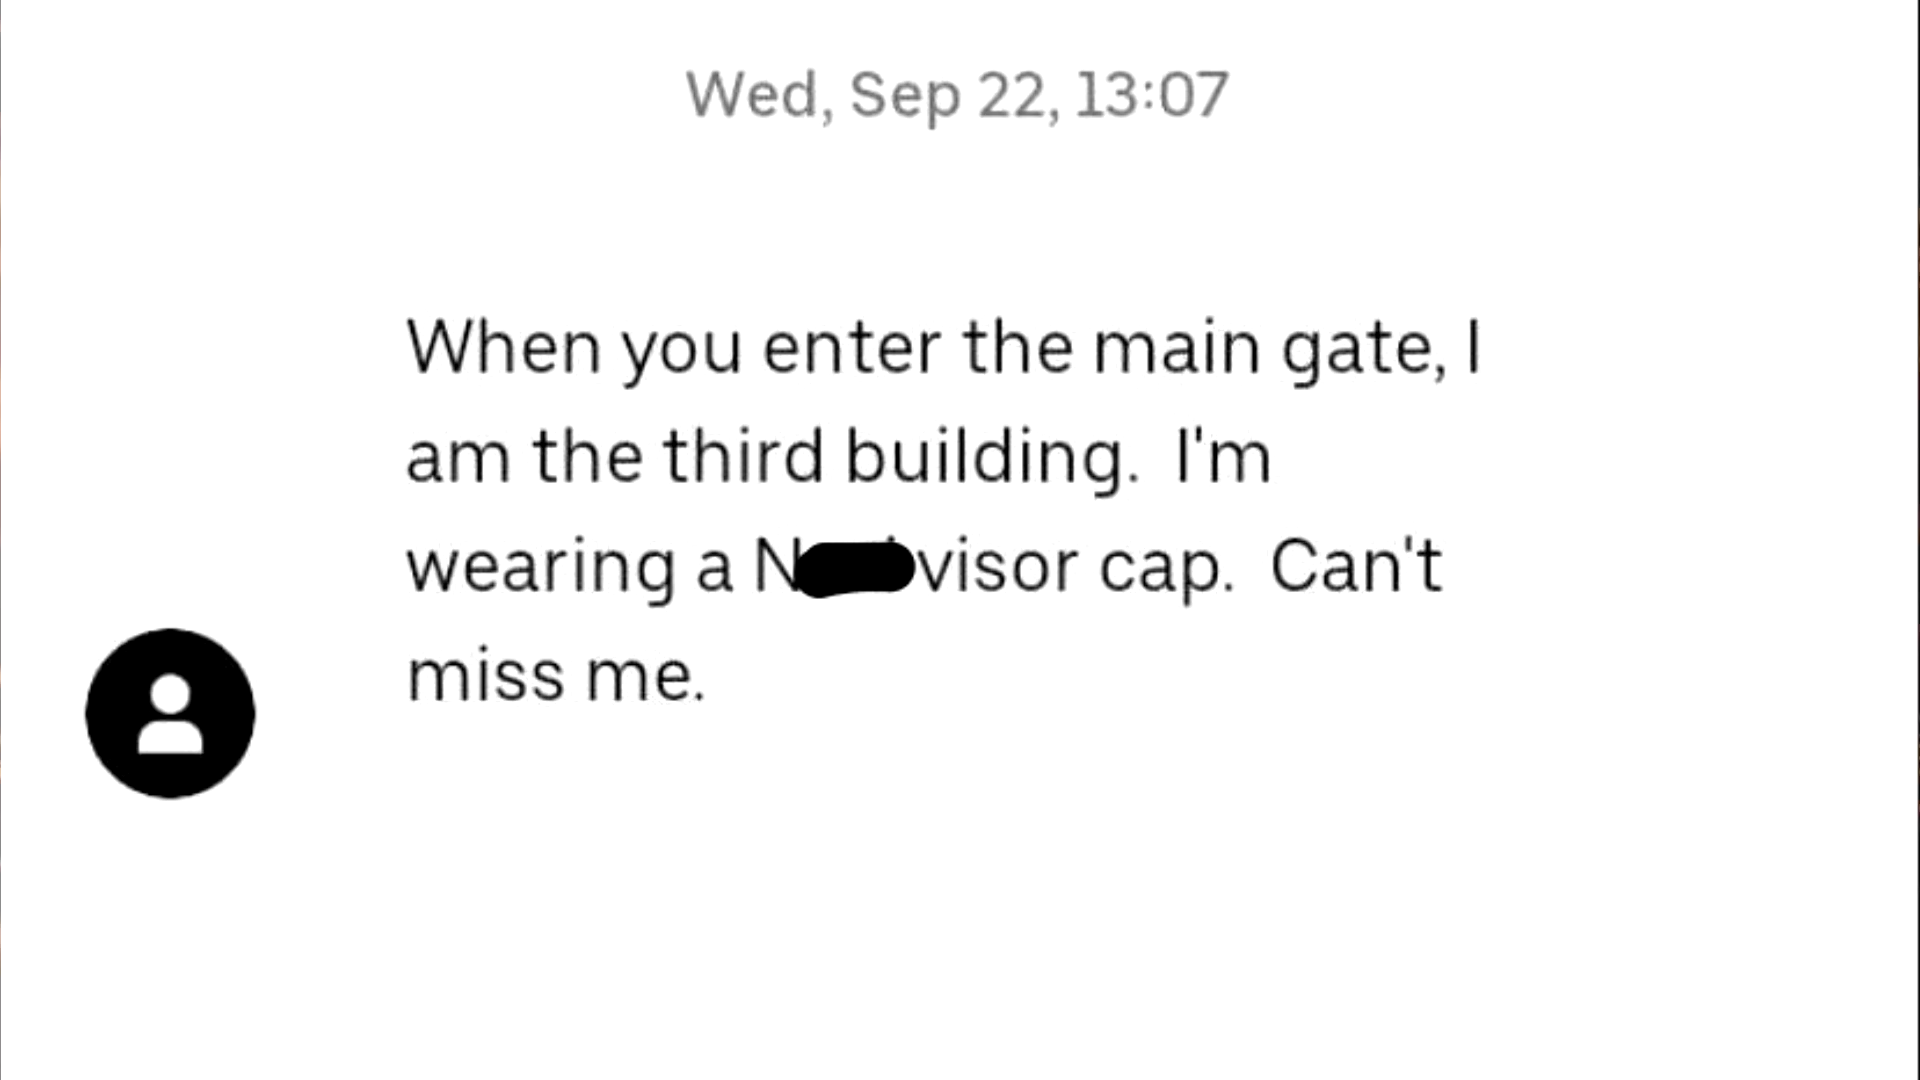 Wed, Sep 22, 13:07
When you enter the main gate, I
am the third building. I'm
wearing a visor cap. Can't
miss me.